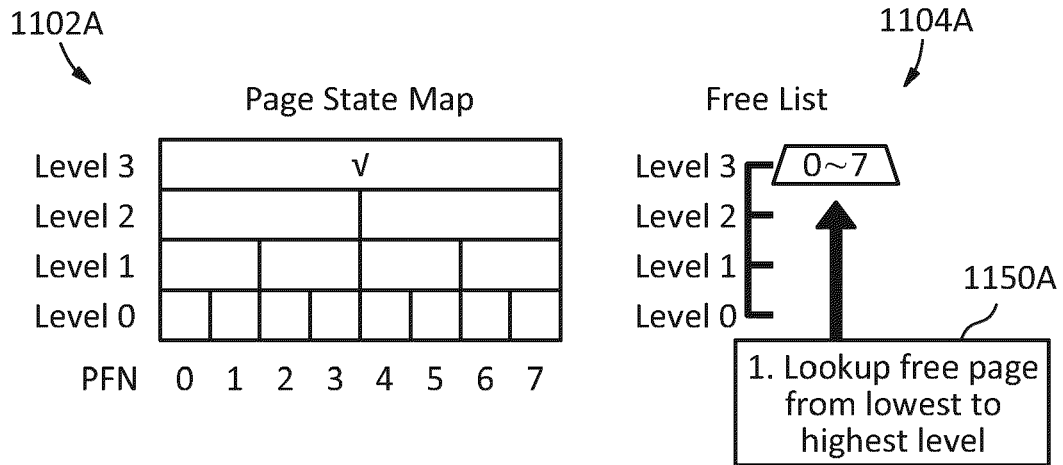 1102A
1104A
Page State Map
Free List
Level 3
√
Level 2
Level 1
Level 0
PFN 0 1 2 3 4 5 6 7
Level 3
0~7
Level 2
Level 1
Level 0
1150A
1. Lookup free page
from lowest to
highest level